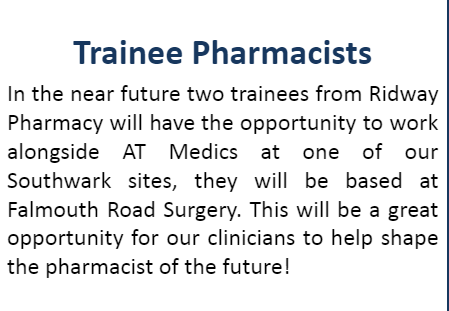 Trainee Pharmacists
In the near future two trainees from Ridway
Pharmacy will have the opportunity to work
alongside AT Medics at one of our
Southwark sites, they will be based at
Falmouth Road Surgery. This will be a great
opportunity for our clinicians to help shape
the pharmacist of the future!